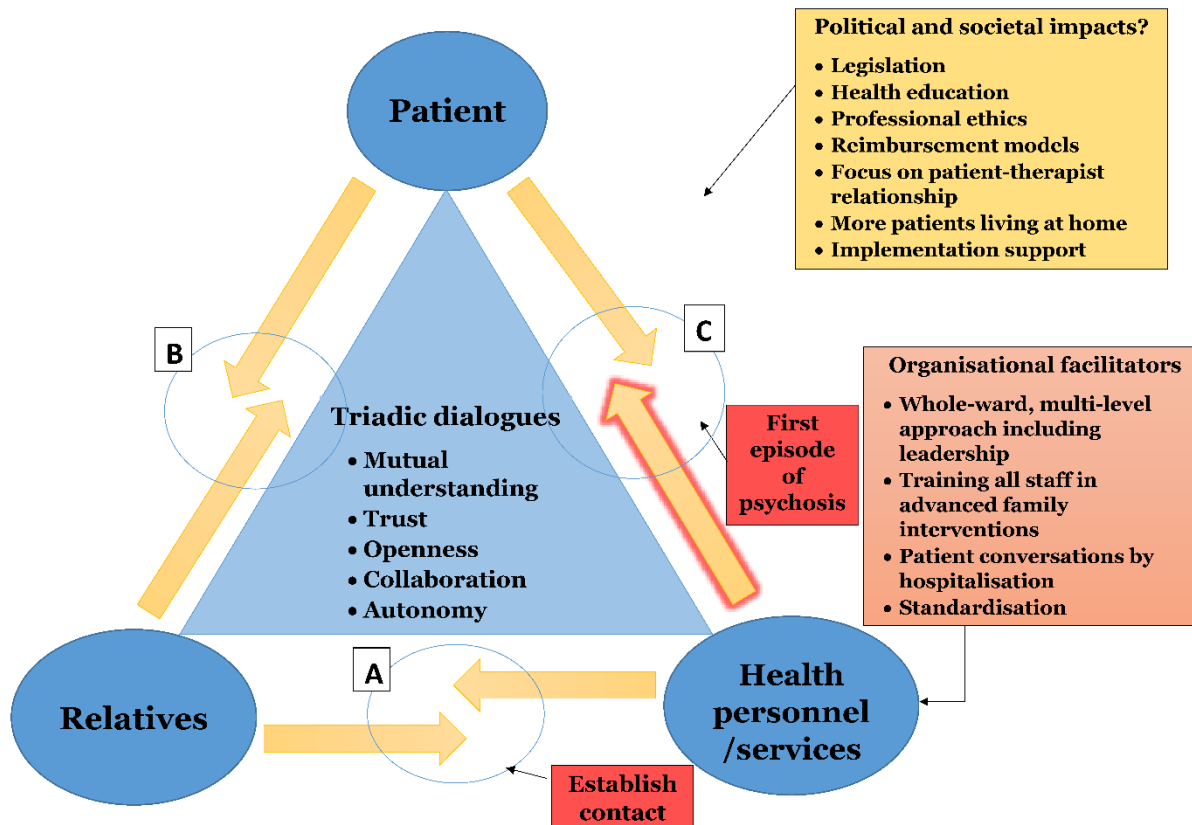 Patient
Political and societal impacts?
• Legislation
• Health education
• Professional ethics
• Reimbursement models
• Focus on patient-therapist
relationship
• More patients living at home
• Implementation support
B
C
Triadic dialogues
• Mutual
understanding
• Trust
• Openness
• Collaboration
• Autonomy
First
episode
of
psychosis
Organisational facilitators
• Whole-ward, multi-level
approach including
leadership
• Training all staff in
advanced family
interventions
• Patient conversations by
hospitalisation
• Standardisation
A
Relatives
Health
personnel
/services
Establish
contact